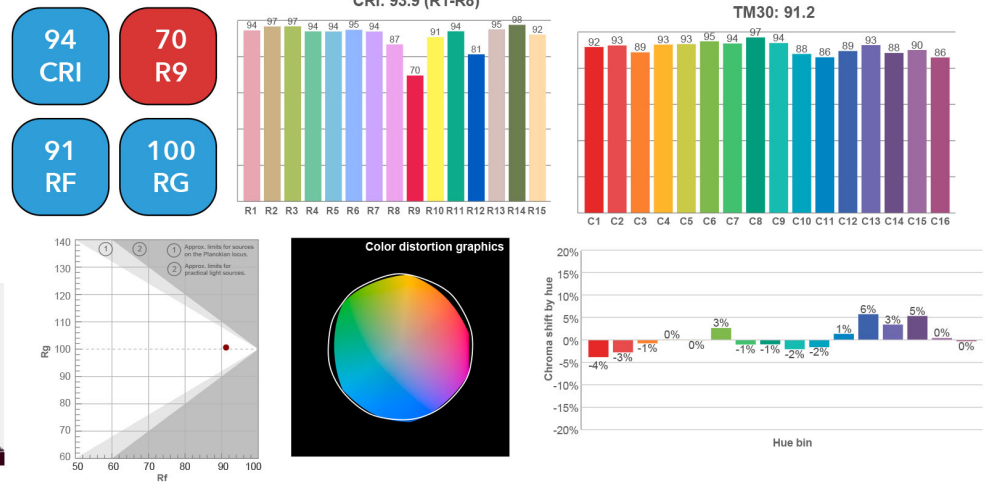 94
CRI
70
R9
91
RF
100
RG
CRI: 93.9 (R1-R8)
94 97 97 94 94 95 94 87 70 91 94 81 95 98 92
R1 R2 R3 R4 R5 R6 R7 R8 R9 R10 R11 R12 R13 R14 R15
TM30: 91.2
92 93 89 93 93 95 94 97 94 88 86 89 93 88 90 86
C1 C2 C3 C4 C5 C6 C7 C8 C9 C10 C11 C12 C13 C14 C15 C16
140
130
120
110
100
90
80
70
60
Rg
50 60 70 80 90 100
Rf
1 2
1 Approx. limits for sources
on the Planckian locus.
2 Approx. limits for
practical light sources.
Color distortion graphics
Chroma shift by hue
20%
15%
10%
5%
0%
-5%
-10%
-15%
-20%
-4% -3% -1% 0% 0% 3% -1% -1% -2% -2% 1% 6% 3% 5% 0% 0%
Hue bin